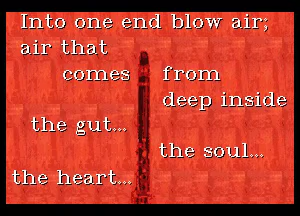 Into one end blow air,
air that
comes from
deep inside
the gut...
the soul...
the heart...